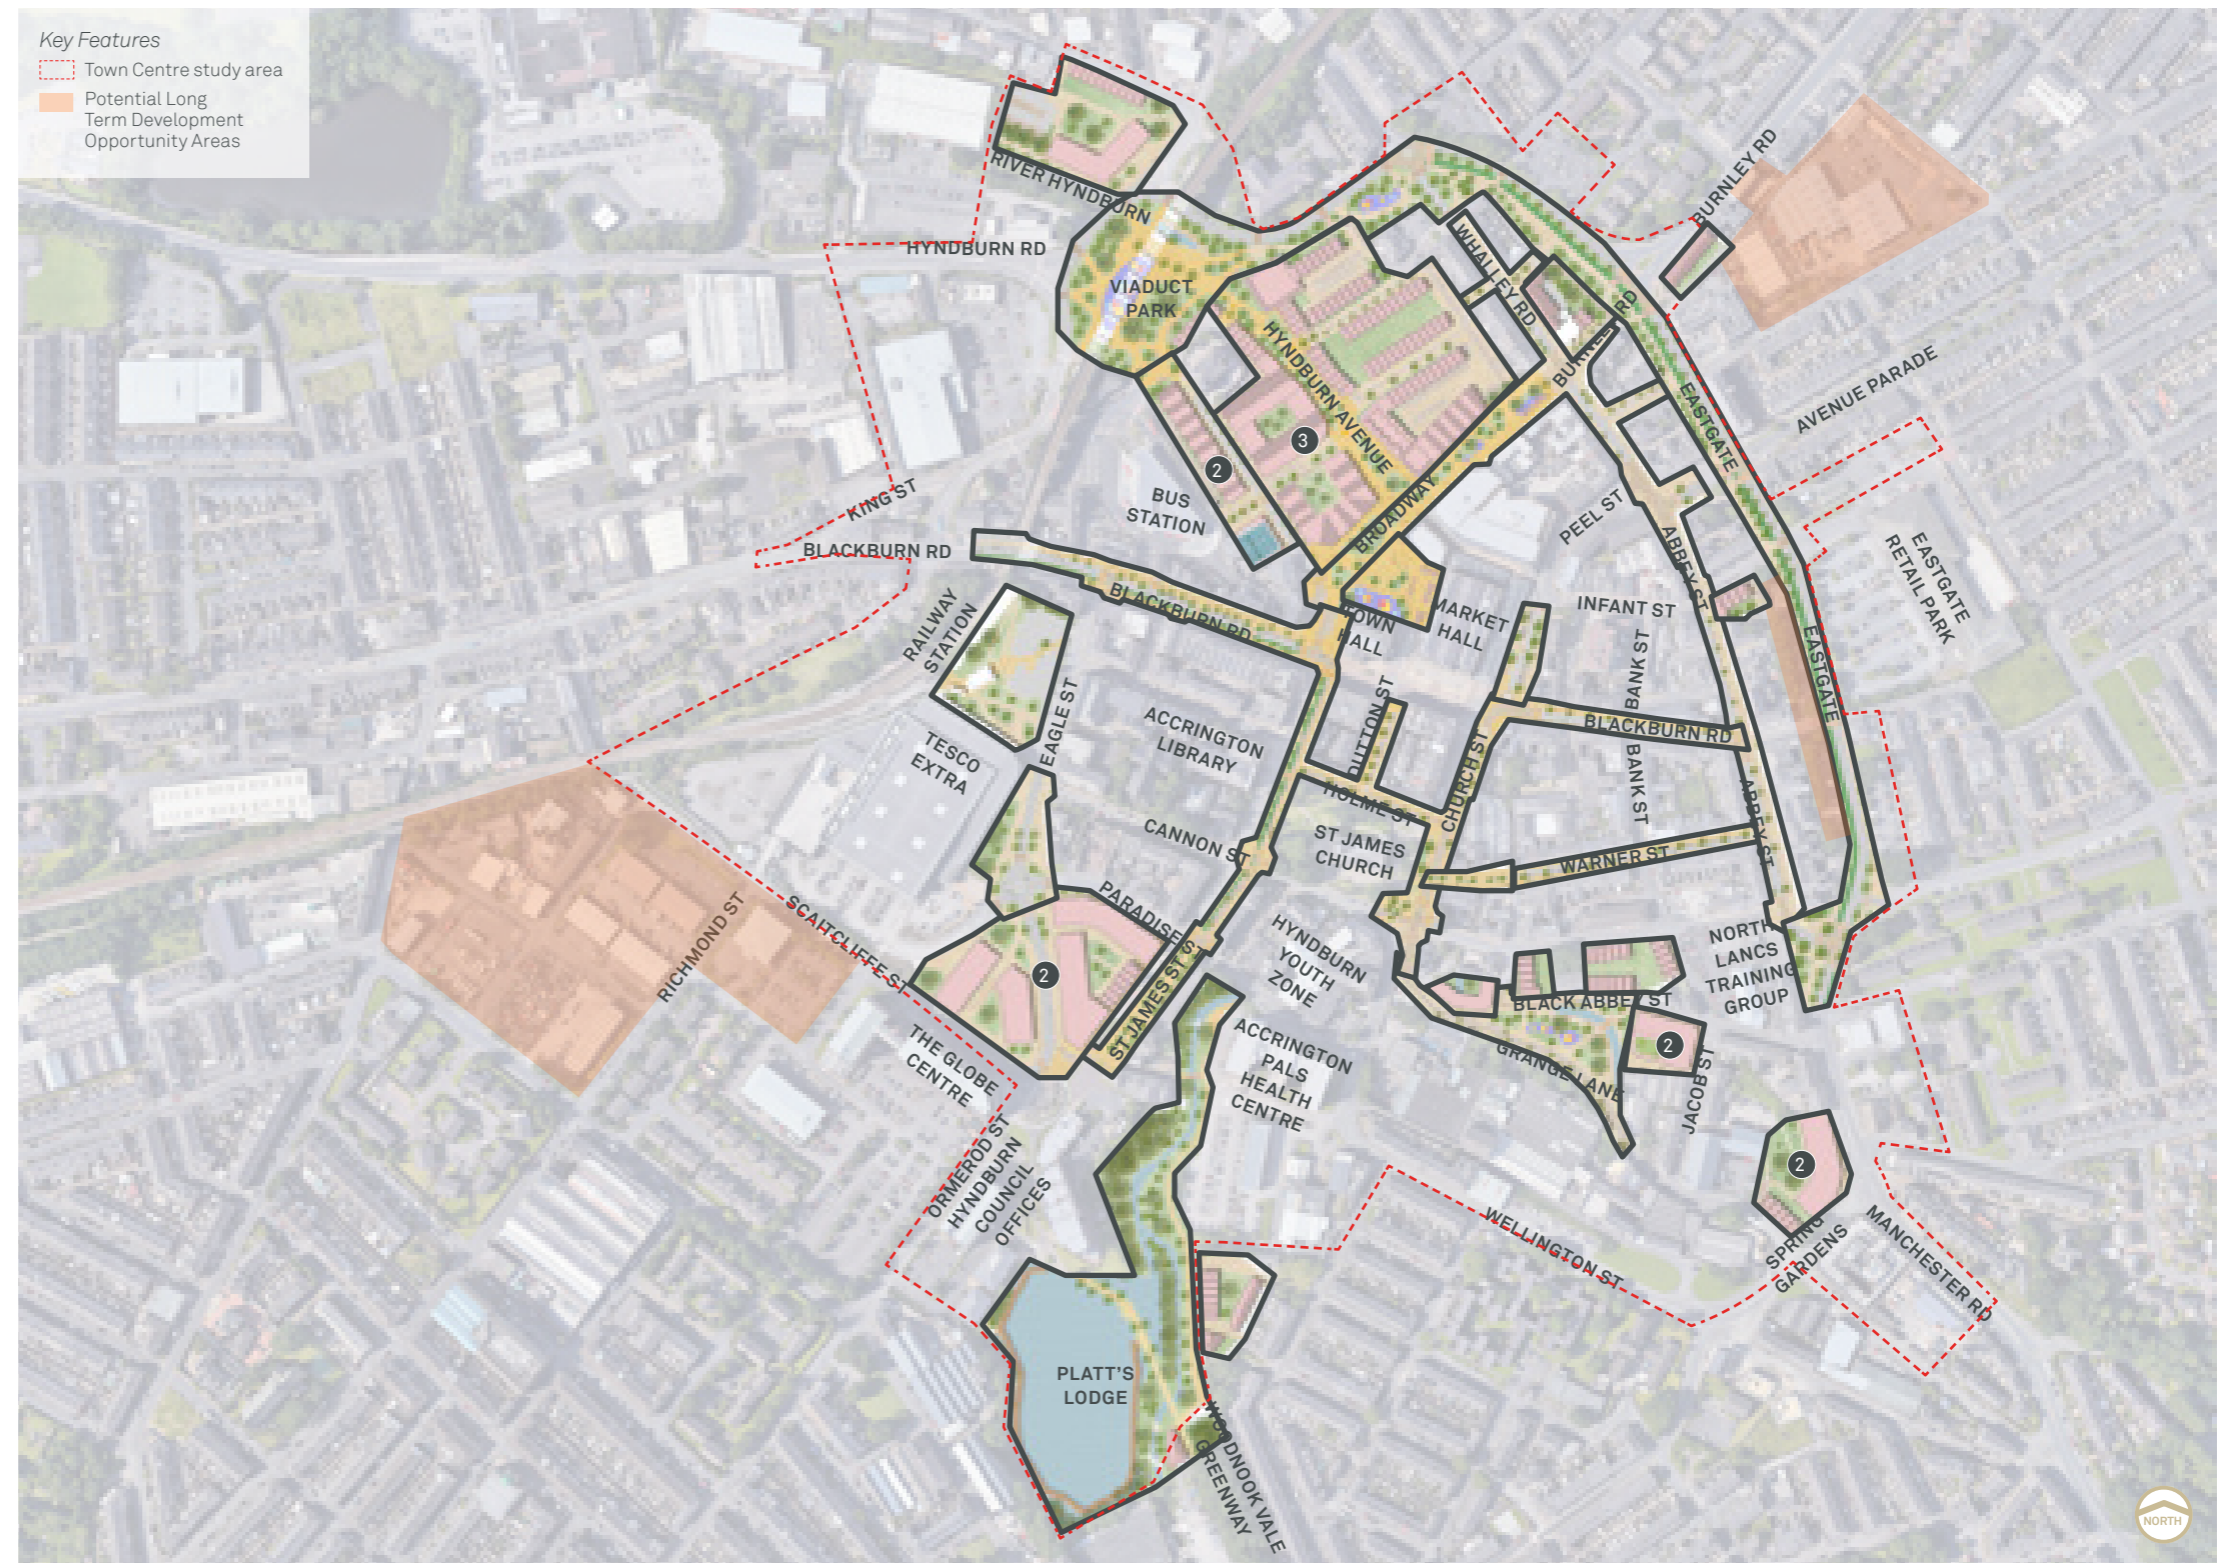 Key Features
Town Centre study area
Potential Long
Term Development
Opportunity Areas
RIVER HYNDBURN
HYNDBURN RD
VIADUCT
PARK
WHALLEY RD
BURNLEY RD
BURNLEY RD
HYNDBURN AVENUE
EASTGATE
AVENUE PARADE
3
2
BUS
STATION
KING ST
BLACKBURN RD
BROADWAY
PEEL ST
ABBEY ST
EASTGATE
RETAIL PARK
BLACKBURN RD
TOWN
HALL
MARKET
HALL
INFANT ST
RAILWAY
STATION
EAGLE ST
TESCO
EXTRA
ACCRINGTON
LIBRARY
DUTTON ST
BANK ST
BLACKBURN RD
EASTGATE
BANK ST
CHURCH ST
HOLME ST
ABBEY ST
CANNON ST
ST JAMES
CHURCH
WARNER ST
RICHMOND ST
SCAITCLIFFE ST
PARADISE ST
2
ST JAMES ST
HYNDBURN
YOUTH
ZONE
NORTH
LANCS
TRAINING
GROUP
BLACK ABBEY ST
2
GRANGE LANE
JACOB ST
THE GLOBE
CENTRE
ACCRINGTON
PALS
HEALTH
CENTRE
ORMEROD ST
HYNDBURN
COUNCIL
OFFICES
2
SPRING
GARDENS
MANCHESTER RD
WELLINGTON ST
PLATT'S
LODGE
WOODNOOK VALE
GREENWAY
NORTH